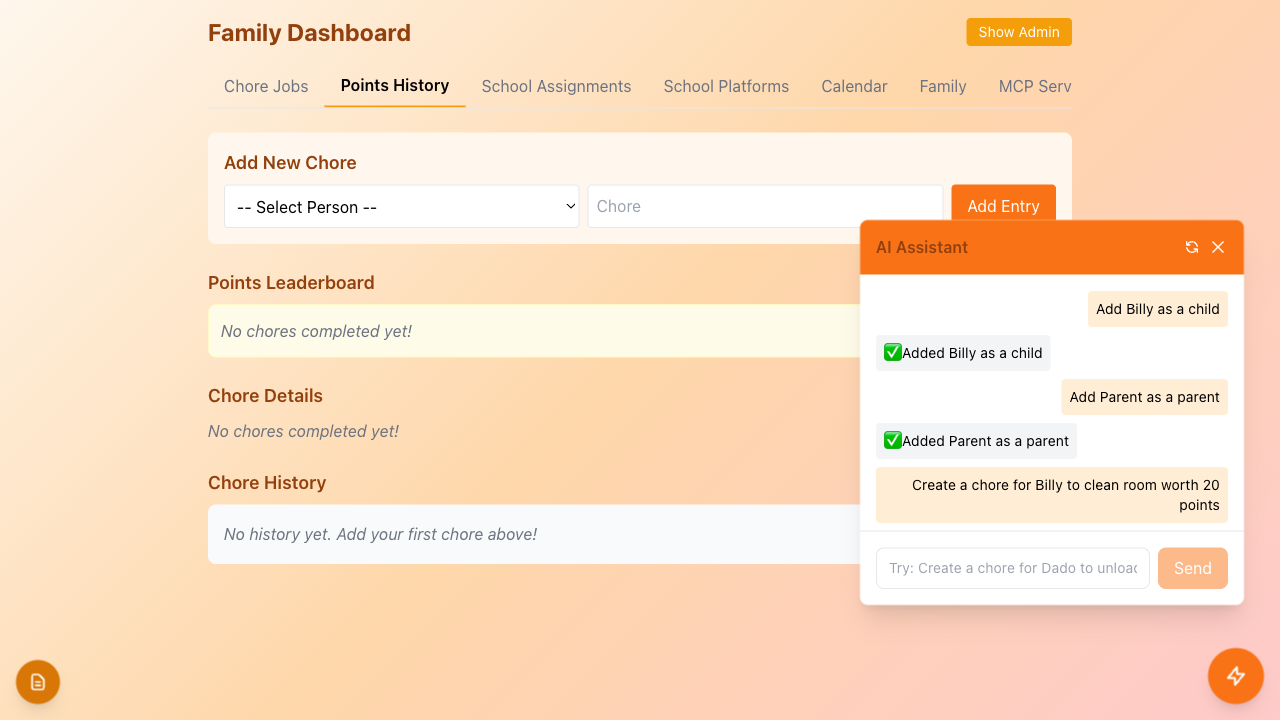 Family Dashboard
Show Admin
Chore Jobs
Points History
School Assignments
School Platforms
Calendar
Family
MCP Serv
Add New Chore
-- Select Person --
Chore
Add Entry
Points Leaderboard
No chores completed yet!
Chore Details
No chores completed yet!
Chore History
No history yet. Add your first chore above!
AI Assistant
Add Billy as a child
✅Added Billy as a child
Add Parent as a parent
✅Added Parent as a parent
Create a chore for Billy to clean room worth 20
points
Try: Create a chore for Dado to unload
Send